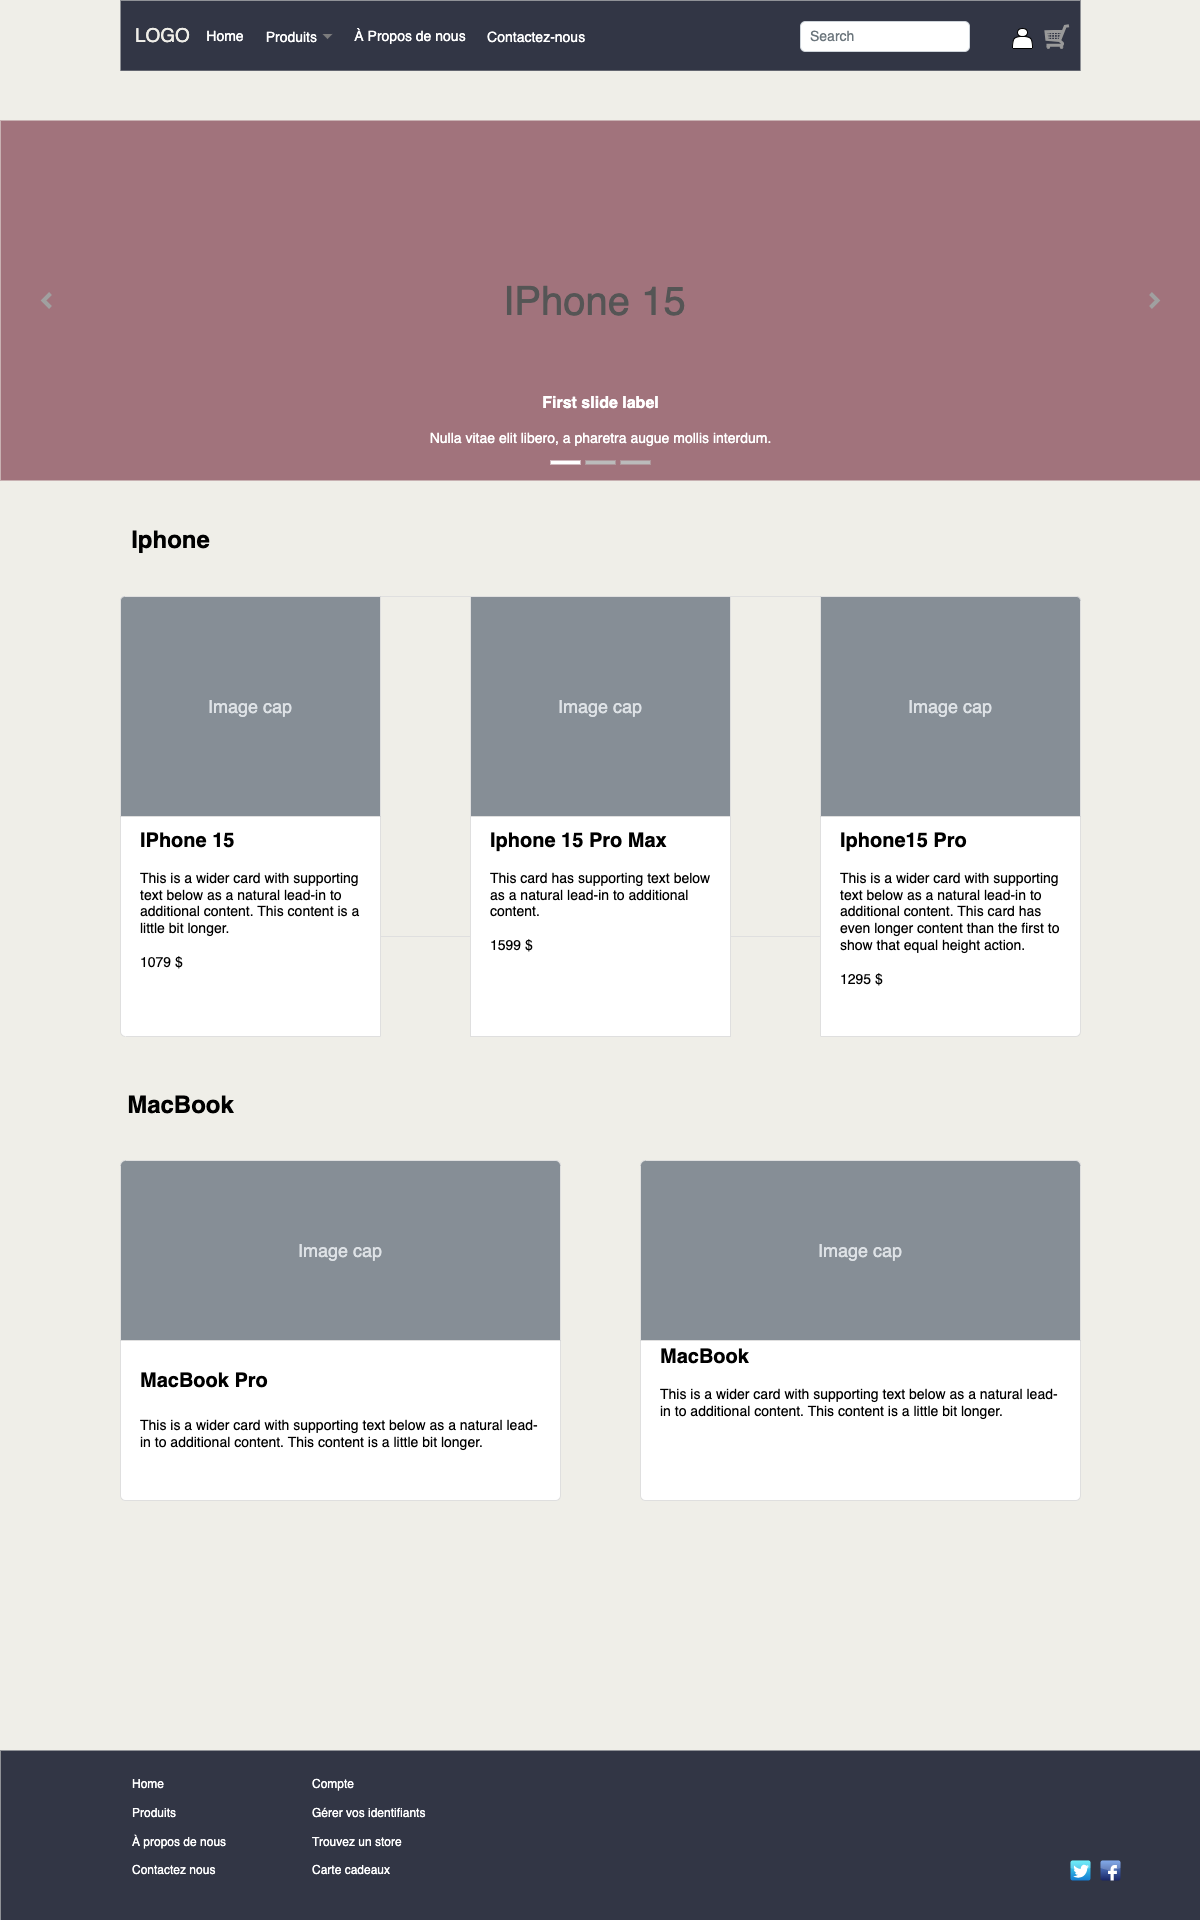 LOGO Home Produits À Propos de nous Contactez-nous Search
IPhone 15
First slide label
Nulla vitae elit libero, a pharetra augue mollis interdum.
Iphone
Image cap
IPhone 15
This is a wider card with supporting
text below as a natural lead-in to
additional content. This content is a
little bit longer.
1079 $
Image cap
Iphone 15 Pro Max
This card has supporting text below
as a natural lead-in to additional
content.
1599 $
Image cap
Iphone15 Pro
This is a wider card with supporting
text below as a natural lead-in to
additional content. This card has
even longer content than the first to
show that equal height action.
1295 $
MacBook
Image cap
MacBook Pro
This is a wider card with supporting text below as a natural lead-
in to additional content. This content is a little bit longer.
Image cap
MacBook
This is a wider card with supporting text below as a natural lead-
in to additional content. This content is a little bit longer.
Home
Produits
À propos de nous
Contactez nous
Compte
Gérer vos identifiants
Trouvez un store
Carte cadeaux